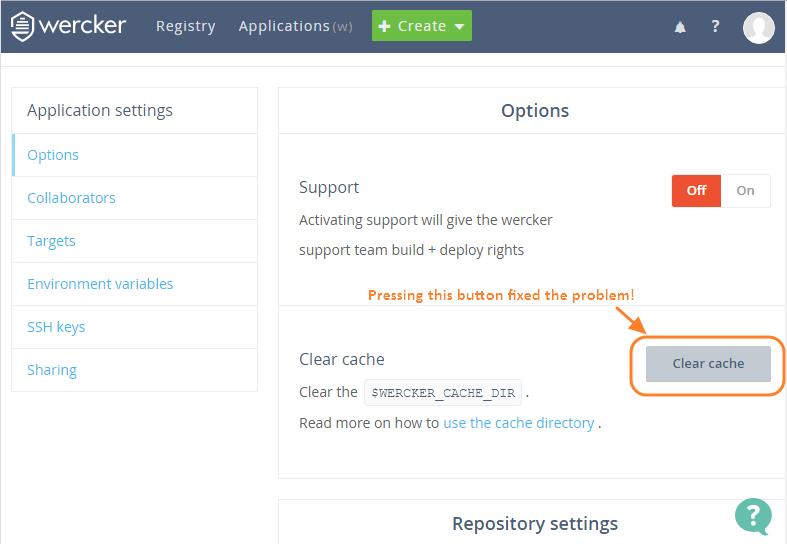 wercker Registry Applications (w) + Create ?
Application settings
Options
Collaborators
Targets
Environment variables
SSH keys
Sharing
Options
Support
Off On
Activating support will give the wercker
support team build + deploy rights
Pressing this button fixed the problem!
Clear cache
Clear cache
Clear the $WERCKER_CACHE_DIR .
Read more on how to use the cache directory .
Repository settings
?